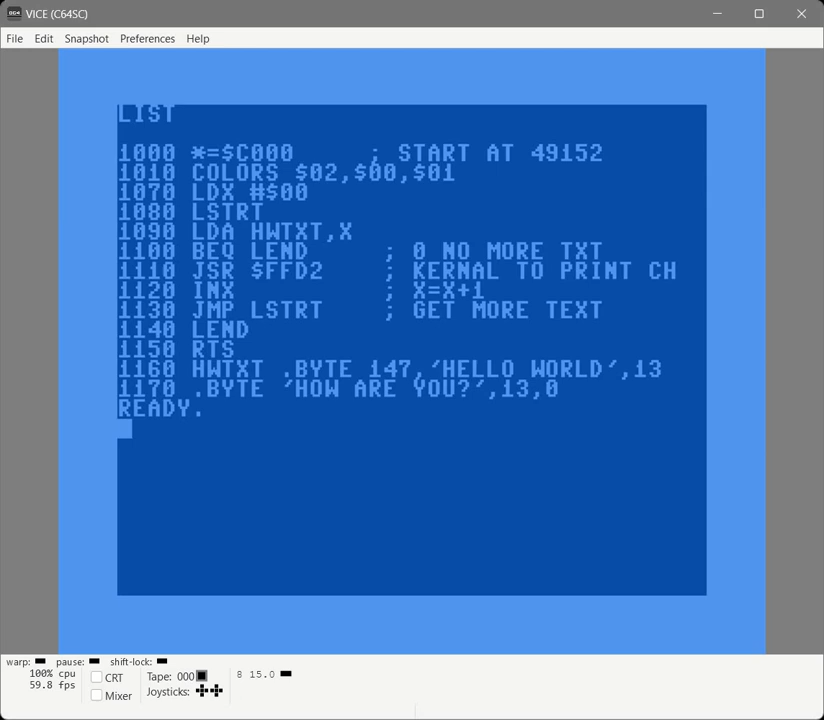 VICE (C64SC)
File Edit Snapshot Preferences Help
LIST
1000 *=$C000     ; START AT 49152
1010 COLORS $02,$00,$01
1070 LDX #$00
1080 LSTRT
1090 LDA HWTXT,X
1100 BEQ LEND     ; 0 NO MORE TXT
1110 JSR $FFD2    ; KERNAL TO PRINT CH
1120 INX          ; X=X+1
1130 JMP LSTRT    ; GET MORE TEXT
1140 LEND
1150 RTS
1160 HWTXT .BYTE 147,'HELLO WORLD',13
1170 .BYTE 'HOW ARE YOU?',13,0
READY.
warp: pause: shift-lock:
100% cpu CRT Tape: 000 8 15.0
59.8 fps Mixer Joysticks: